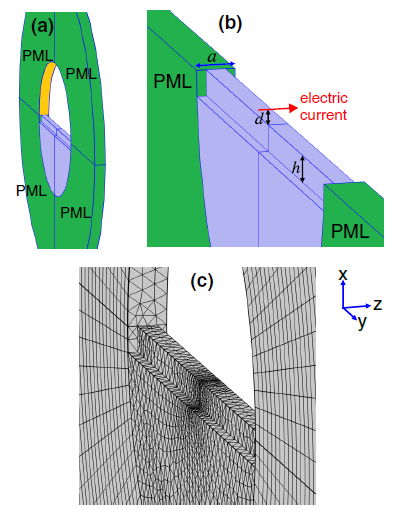 (a)
PML
PML
PML
PML
(b)
a
PML
electric
current
d
h
PML
(c)
x
z
y